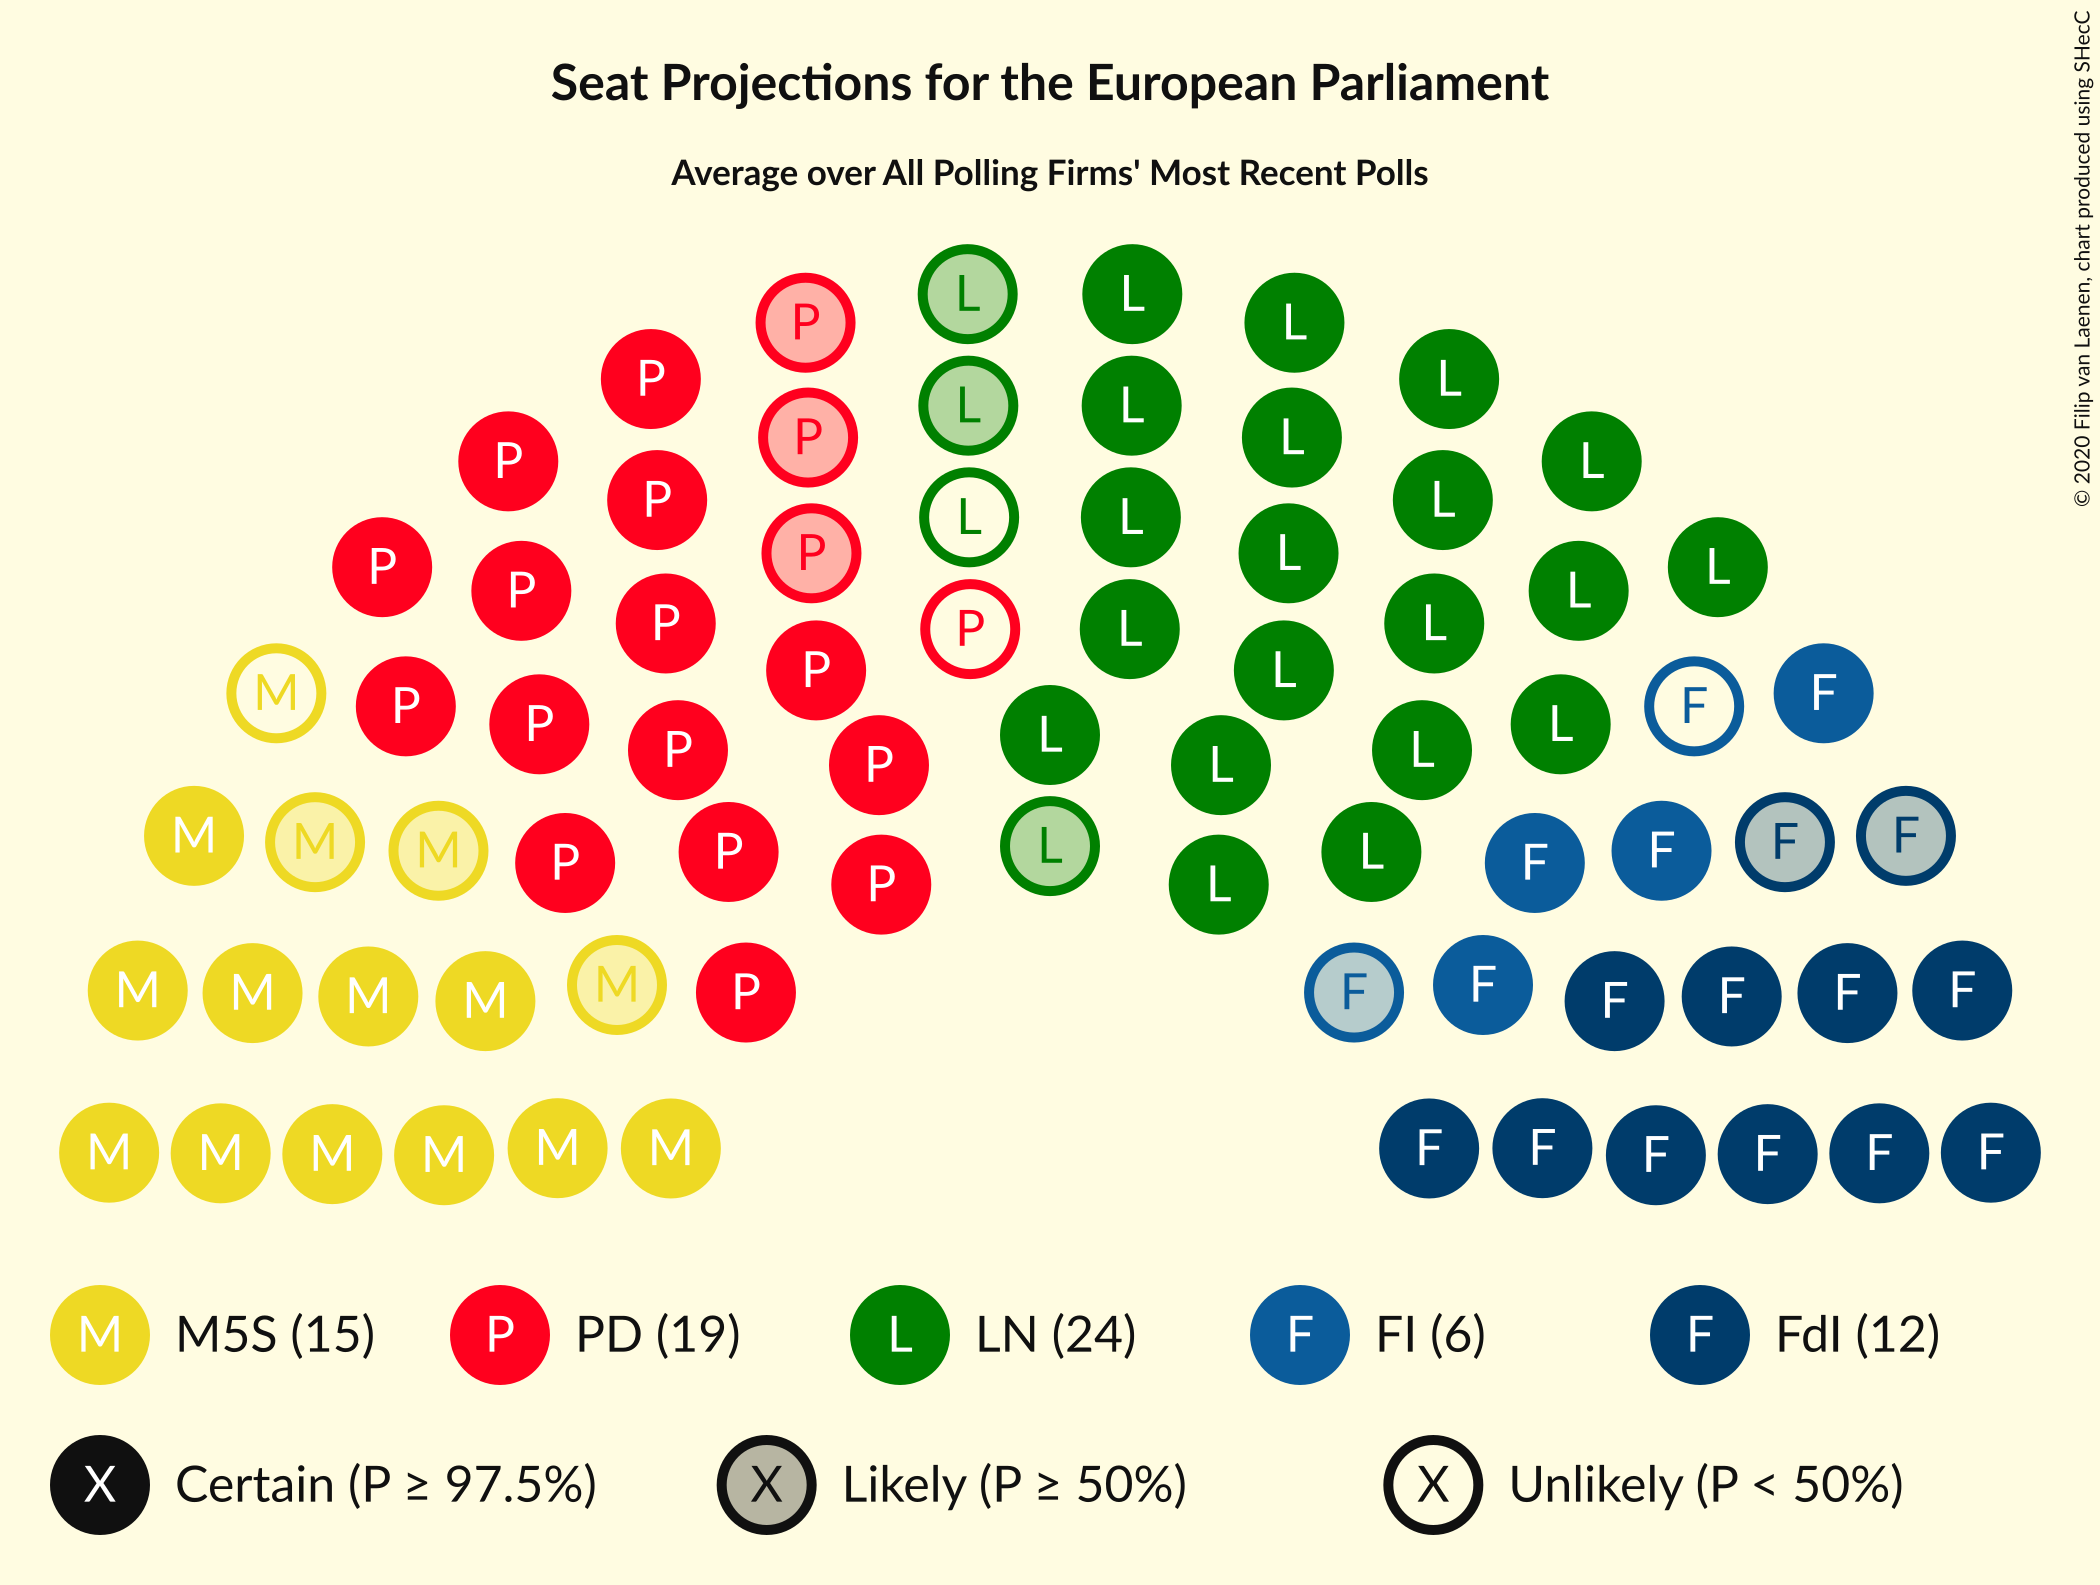 Seat Projections for the European Parliament
Average over All Polling Firms' Most Recent Polls
© 2020 Filip van Laenen, chart produced using SHecC
L L
P L
P L
L L
P L
P L
P L
L L
P L
P L
P L
P L
P L
L
P L
M F
P F
P L
L
P L
P L
M F
M F
L
M F
P L
P F
P L
M F
M F
M F
M F
M F
P F
M F
M F
M F
M F
M F
M F
M F
M M5S (15) P PD (19) L LN (24) F FI (6) F FdI (12)
X Certain (P ≥ 97.5%) X Likely (P ≥ 50%) X Unlikely (P < 50%)